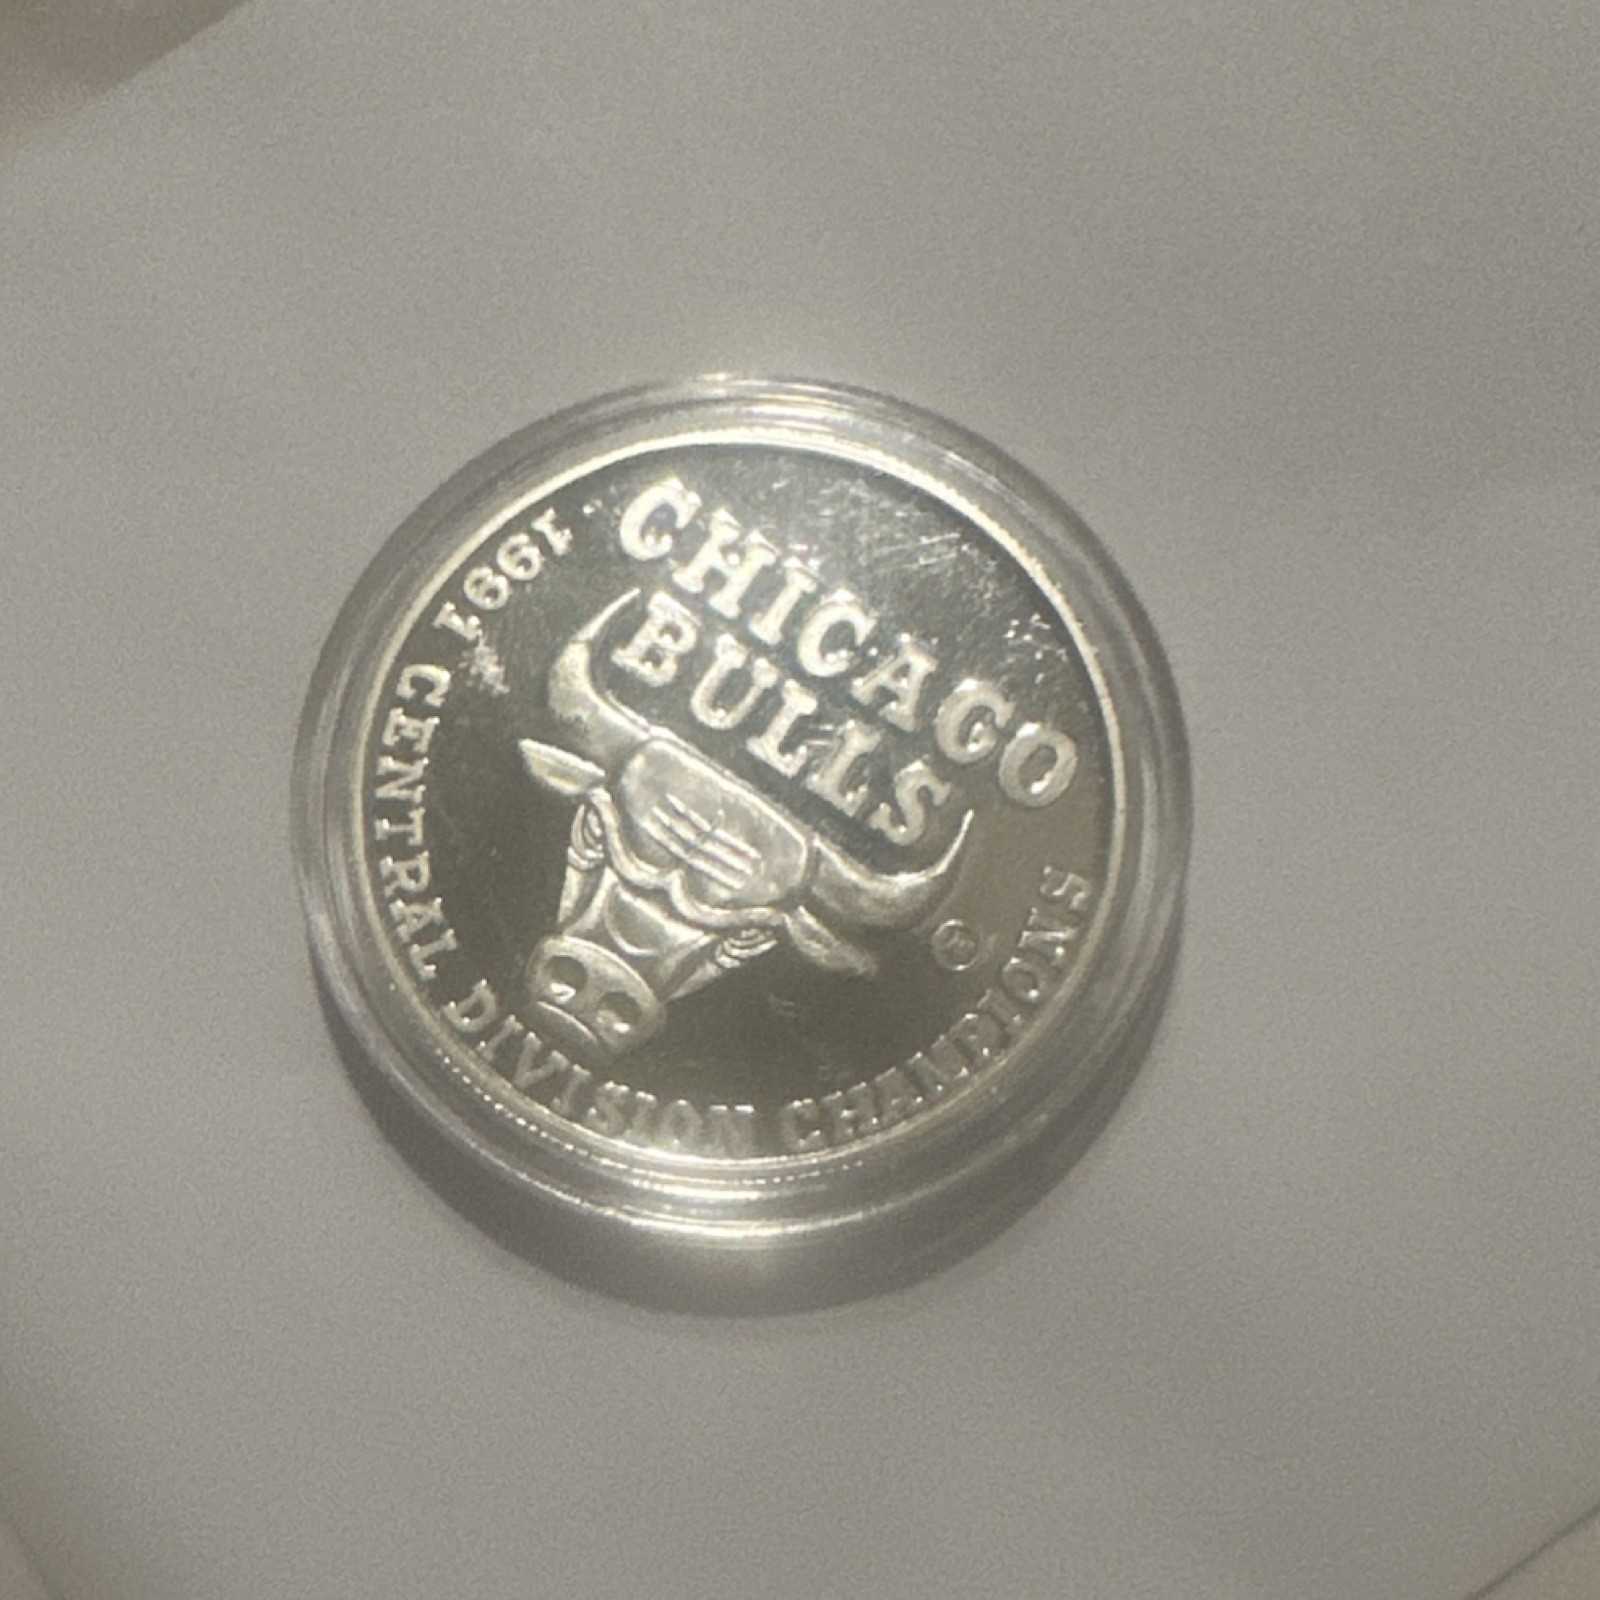 CHICAGO
BULLS
®
1991 CENTRAL DIVISION CHAMPIONS